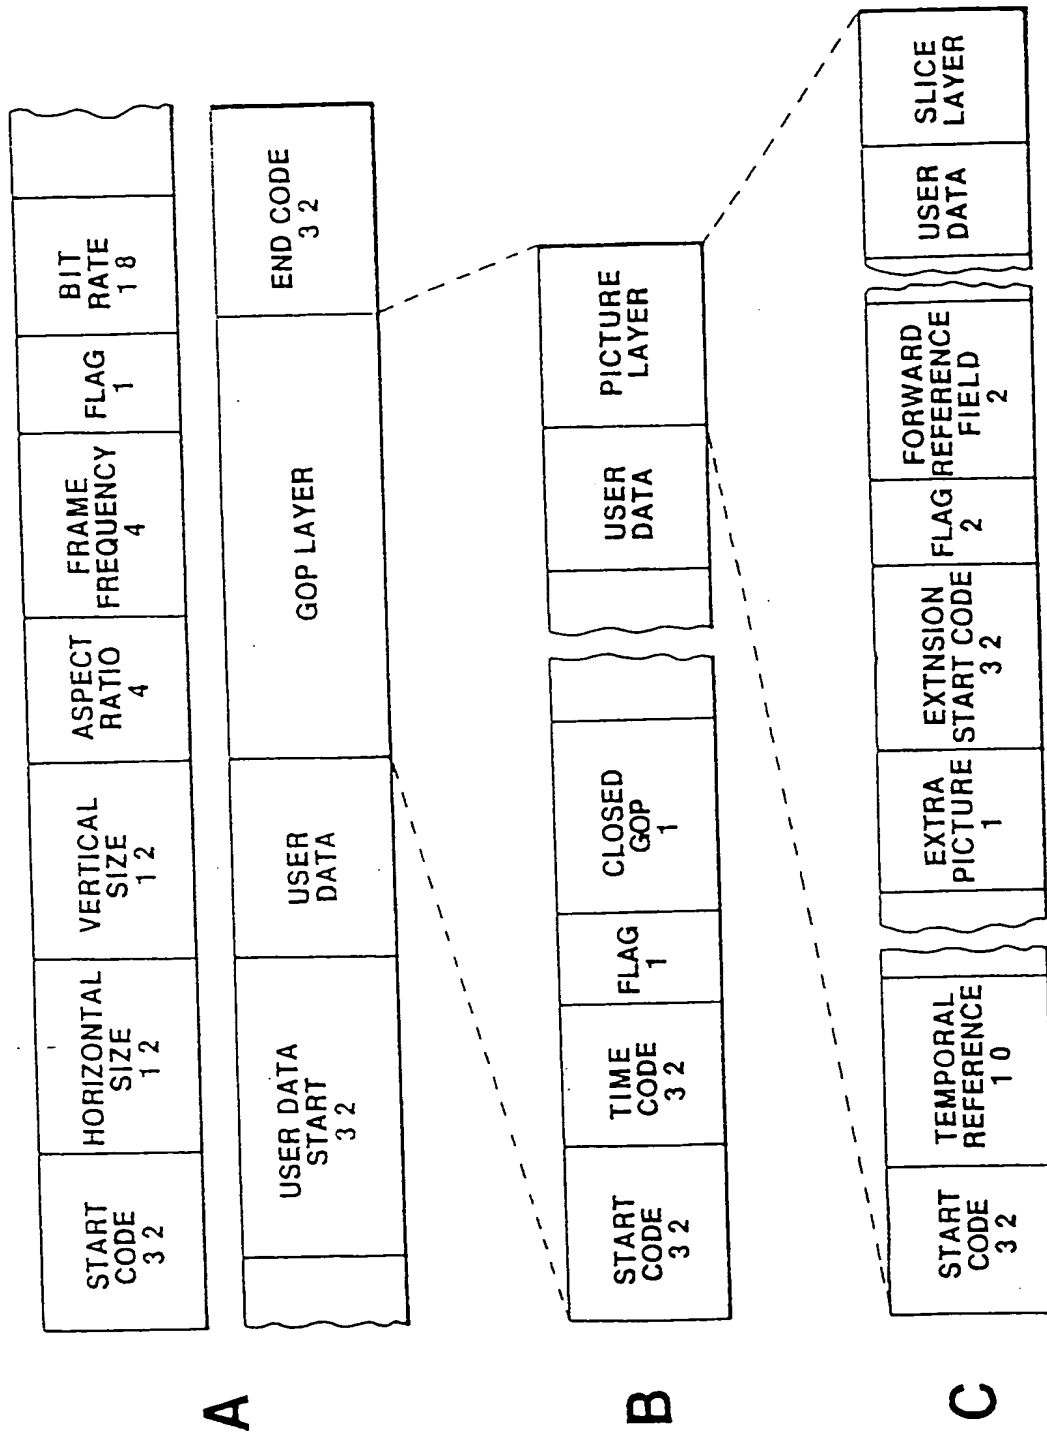 A
START
CODE
3 2
HORIZONTAL
SIZE
1 2
VERTICAL
SIZE
1 2
ASPECT
RATIO
4
FRAME
FREQUENCY
4
FLAG
1
BIT
RATE
1 8
USER DATA
START
3 2
USER
DATA
GOP LAYER
END CODE
3 2
B
START
CODE
3 2
TIME
CODE
3 2
FLAG
1
CLOSED
GOP
1
USER
DATA
PICTURE
LAYER
C
START
CODE
3 2
TEMPORAL
REFERENCE
1 0
EXTRA
PICTURE
1
EXTNSION
START CODE
3 2
FLAG
2
FORWARD
REFERENCE
FIELD
2
USER
DATA
SLICE
LAYER